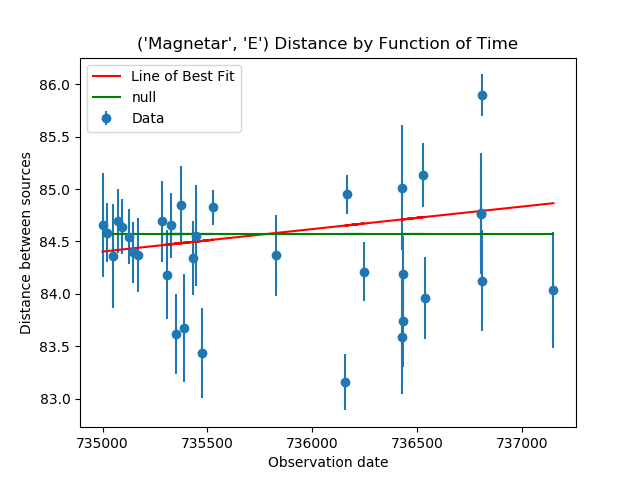 ('Magnetar', 'E') Distance by Function of Time
Line of Best Fit
null
Data
Distance between sources
86.0
85.5
85.0
84.5
84.0
83.5
83.0
735000 735500 736000 736500 737000
Observation date